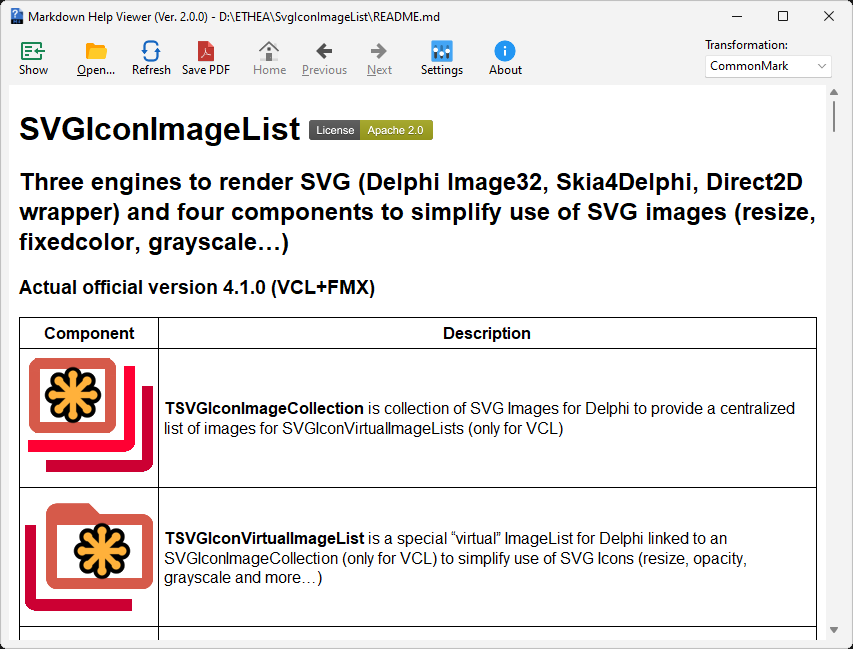 Markdown Help Viewer (Ver. 2.0.0) - D:\ETHEA\SvgIconImageList\README.md
Show Open... Refresh Save PDF Home Previous Next Settings About
Transformation:
CommonMark
SVGIconImageList License Apache 2.0
Three engines to render SVG (Delphi Image32, Skia4Delphi, Direct2D
wrapper) and four components to simplify use of SVG images (resize,
fixedcolor, grayscale…)
Actual official version 4.1.0 (VCL+FMX)
Component Description
TSVGIconImageCollection is collection of SVG Images for Delphi to provide a centralized
list of images for SVGIconVirtualImageLists (only for VCL)
TSVGIconVirtualImageList is a special “virtual” ImageList for Delphi linked to an
SVGIconImageCollection (only for VCL) to simplify use of SVG Icons (resize, opacity,
grayscale and more…)